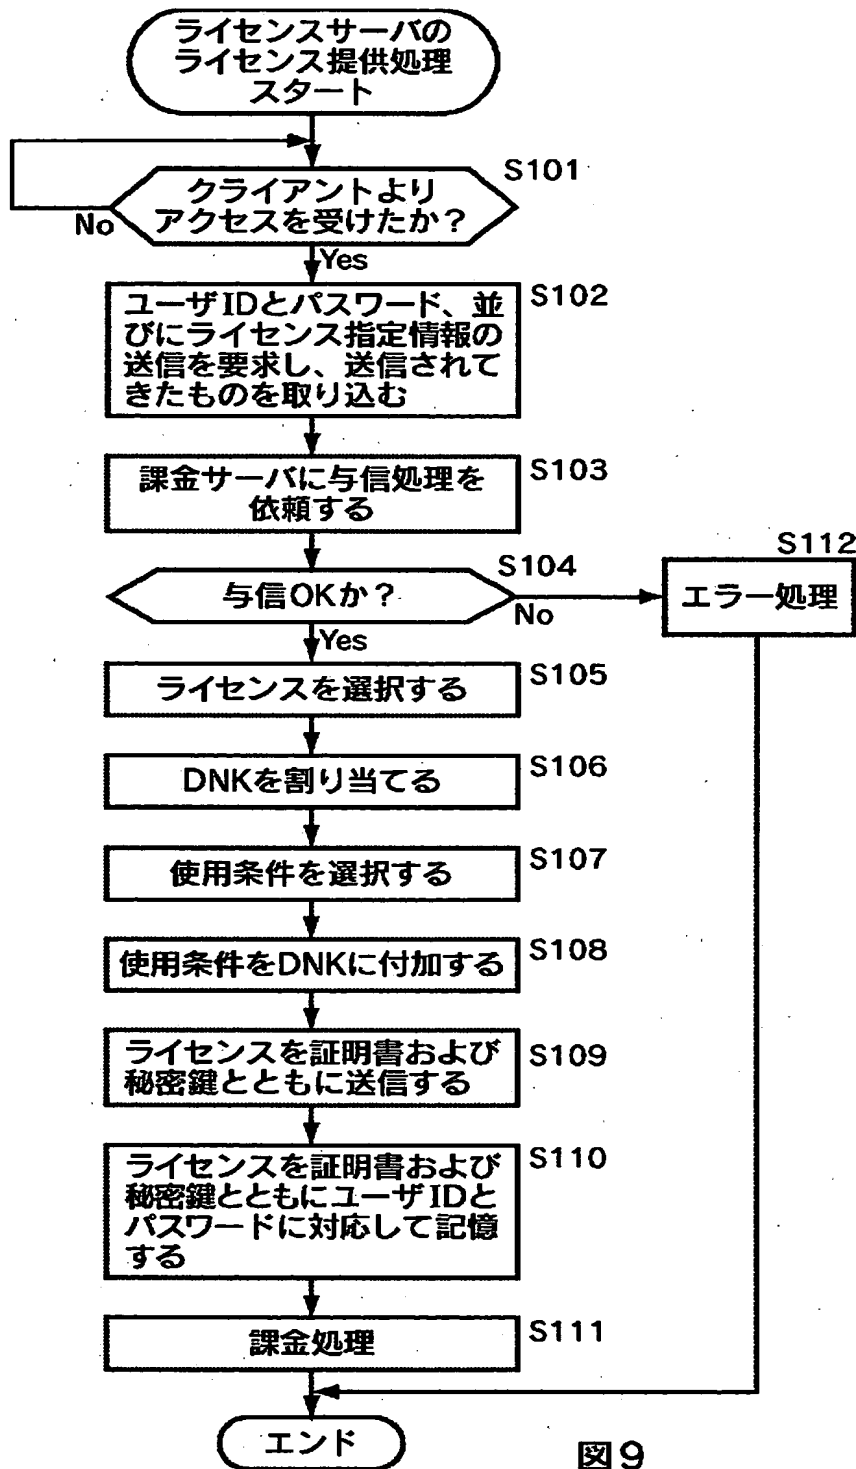 ライセンスサーバの
ライセンス提供処理
スタート
S101
クライアントより
アクセスを受けたか?
No
Yes
S102
ユーザIDとパスワード、並
びにライセンス指定情報の
送信を要求し、送信されて
きたものを取り込む
S103
課金サーバに与信処理を
依頼する
S104
与信OKか?
No
S112
エラー処理
Yes
S105
ライセンスを選択する
S106
DNKを割り当てる
S107
使用条件を選択する
S108
使用条件をDNKに付加する
S109
ライセンスを証明書および
秘密鍵とともに送信する
S110
ライセンスを証明書および
秘密鍵とともにユーザIDと
パスワードに対応して記憶
する
S111
課金処理
エンド
図9